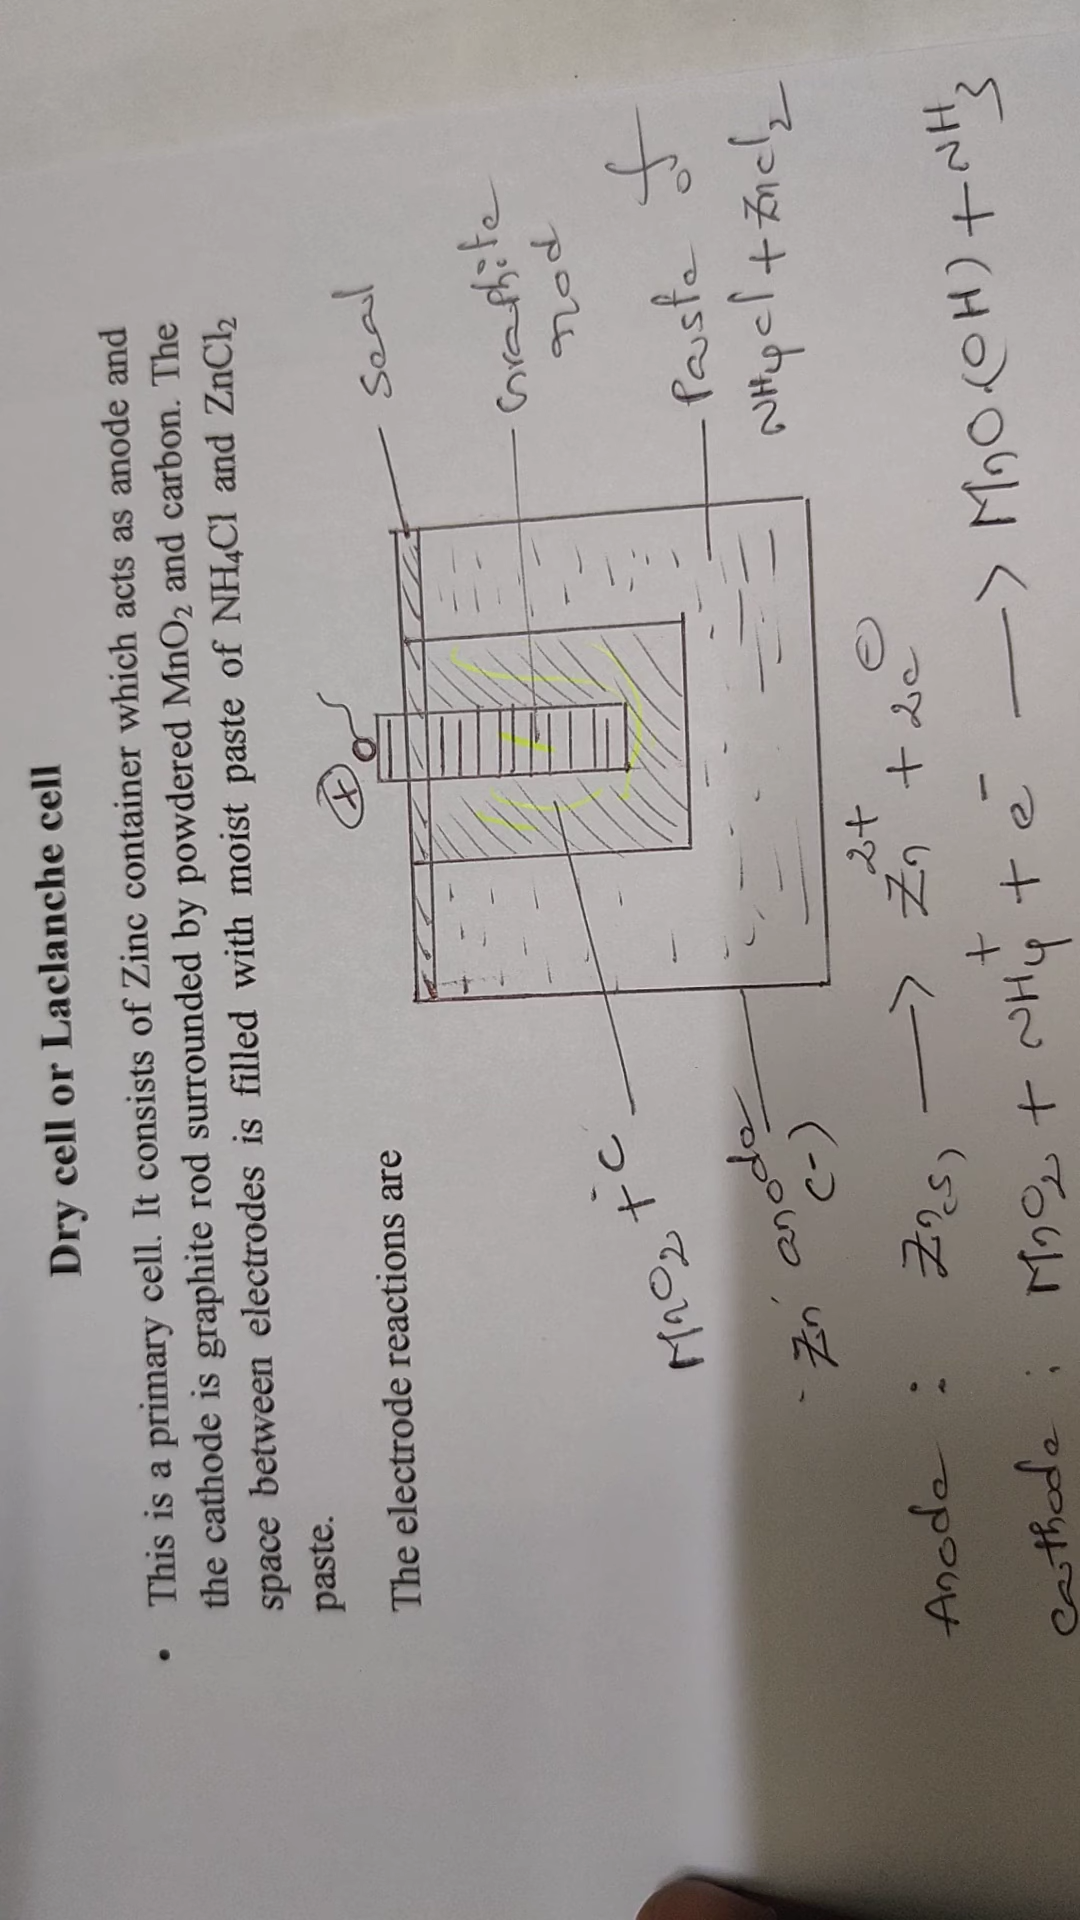 Dry cell or Laclanche cell
• This is a primary cell. It consists of Zinc container which acts as anode and
the cathode is graphite rod surrounded by powdered MnO₂ and carbon. The
space between electrodes is filled with moist paste of NH₄Cl and ZnCl₂
paste.
The electrode reactions are
(+)
Seal
Graphite
rod
MnO₂ + C
Paste of
NH₄Cl + ZnCl₂
Zn anode
(-)
Anode : Zn(s) → Zn²⁺ + 2e⊖
Cathode : MnO₂ + NH₄⁺ + e⁻ → MnO(OH) + NH₃